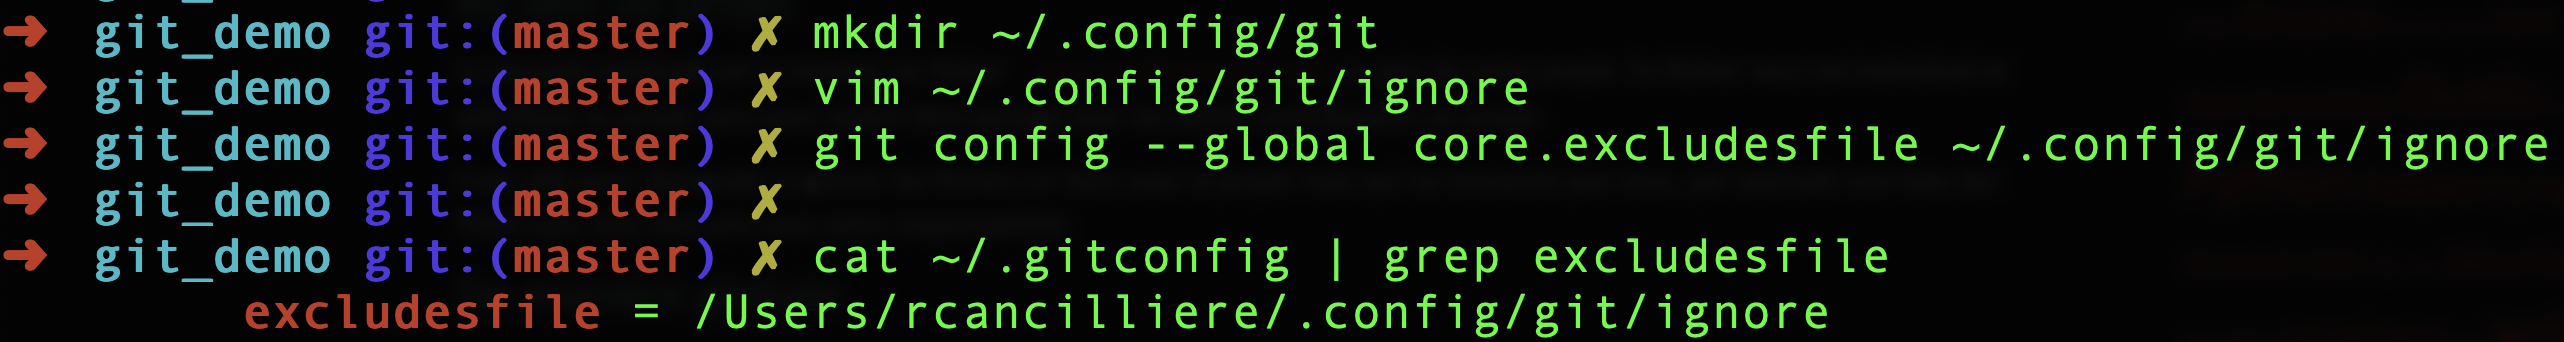 ➜ git_demo git:(master) ✗ mkdir ~/.config/git
➜ git_demo git:(master) ✗ vim ~/.config/git/ignore
➜ git_demo git:(master) ✗ git config --global core.excludesfile ~/.config/git/ignore
➜ git_demo git:(master) ✗
➜ git_demo git:(master) ✗ cat ~/.gitconfig | grep excludesfile
excludesfile = /Users/rcancilliere/.config/git/ignore